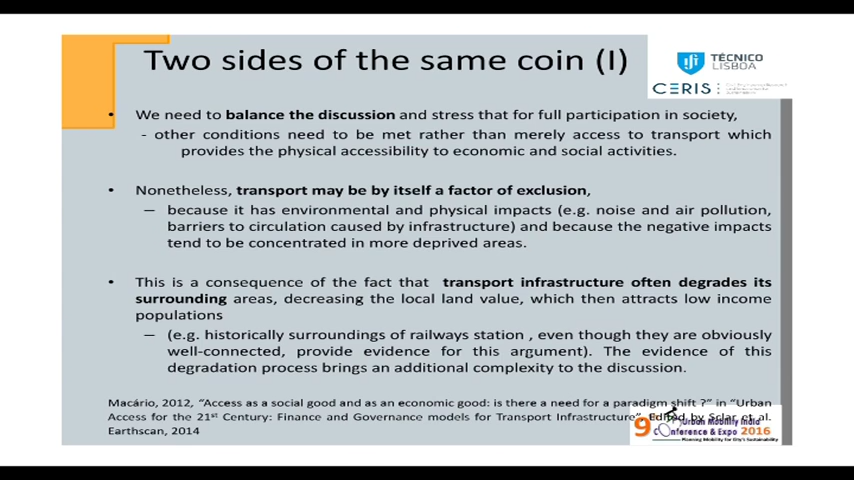 Two sides of the same coin (I)
TÉCNICO
LISBOA
CERIS
• We need to balance the discussion and stress that for full participation in society,
- other conditions need to be met rather than merely access to transport which
provides the physical accessibility to economic and social activities.
• Nonetheless, transport may be by itself a factor of exclusion,
– because it has environmental and physical impacts (e.g. noise and air pollution,
barriers to circulation caused by infrastructure) and because the negative impacts
tend to be concentrated in more deprived areas.
• This is a consequence of the fact that transport infrastructure often degrades its
surrounding areas, decreasing the local land value, which then attracts low income
populations
– (e.g. historically surroundings of railways station , even though they are obviously
well-connected, provide evidence for this argument). The evidence of this
degradation process brings an additional complexity to the discussion.
Macário, 2012, “Access as a social good and as an economic good: is there a need for a paradigm shift ?” in “Urban
Access for the 21st Century: Finance and Governance models for Transport Infrastructure” Edited by Sclar et al.
Earthscan, 2014
9 Urban Mobility India
Conference & Expo 2016
Planning Mobility for City's Sustainability